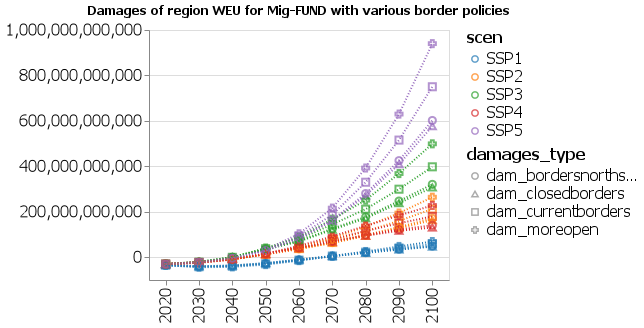 Damages of region WEU for Mig-FUND with various border policies
1,000,000,000,000
800,000,000,000
600,000,000,000
400,000,000,000
200,000,000,000
0
2020
2030
2040
2050
2060
2070
2080
2090
2100
scen
SSP1
SSP2
SSP3
SSP4
SSP5
damages_type
dam_bordersnorths...
dam_closedborders
dam_currentborders
dam_moreopen